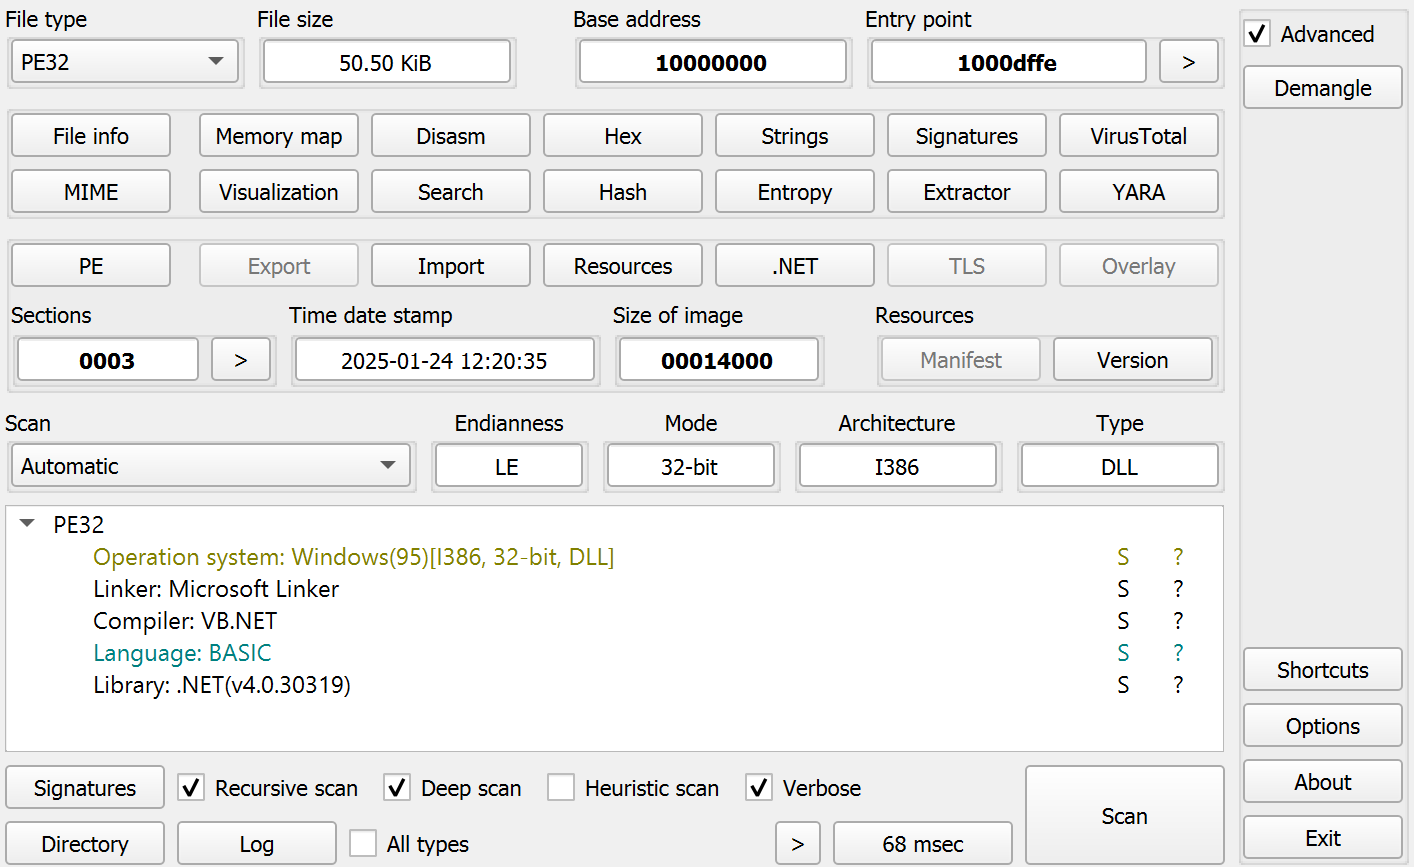 File type File size Base address Entry point
Advanced
PE32 50.50 KiB 10000000 1000dffe >
Demangle
File info Memory map Disasm Hex Strings Signatures VirusTotal
MIME Visualization Search Hash Entropy Extractor YARA
PE Export Import Resources .NET TLS Overlay
Sections Time date stamp Size of image Resources
0003 > 2025-01-24 12:20:35 00014000 Manifest Version
Scan Endianness Mode Architecture Type
Automatic LE 32-bit I386 DLL
PE32
Operation system: Windows(95)[I386, 32-bit, DLL] S ?
Linker: Microsoft Linker S ?
Compiler: VB.NET S ?
Language: BASIC S ?
Library: .NET(v4.0.30319) S ?
Shortcuts
Options
About
Exit
Signatures Recursive scan Deep scan Heuristic scan Verbose
Scan
Directory Log All types > 68 msec